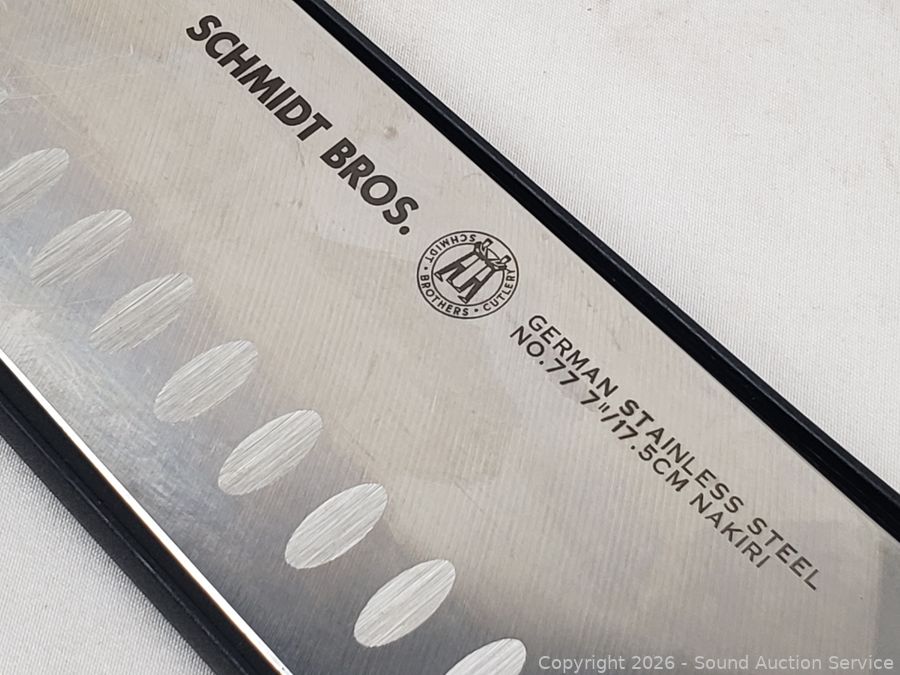 SCHMIDT BROS.
SCHMIDT • BROTHERS • CUTLERY •
GERMAN STAINLESS STEEL
NO.77 7"/17.5CM NAKIRI
Copyright 2026 - Sound Auction Service